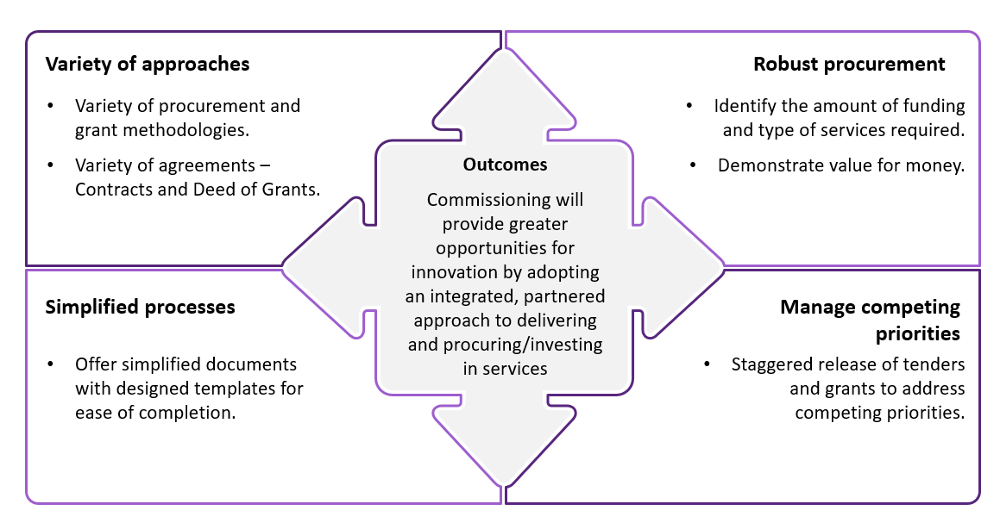 Variety of approaches
• Variety of procurement and
grant methodologies.
• Variety of agreements –
Contracts and Deed of Grants.
Robust procurement
• Identify the amount of funding
and type of services required.
• Demonstrate value for money.
Outcomes
Commissioning will
provide greater
opportunities for
innovation by adopting
an integrated, partnered
approach to delivering
and procuring/investing
in services
Simplified processes
• Offer simplified documents
with designed templates for
ease of completion.
Manage competing
priorities
• Staggered release of tenders
and grants to address
competing priorities.